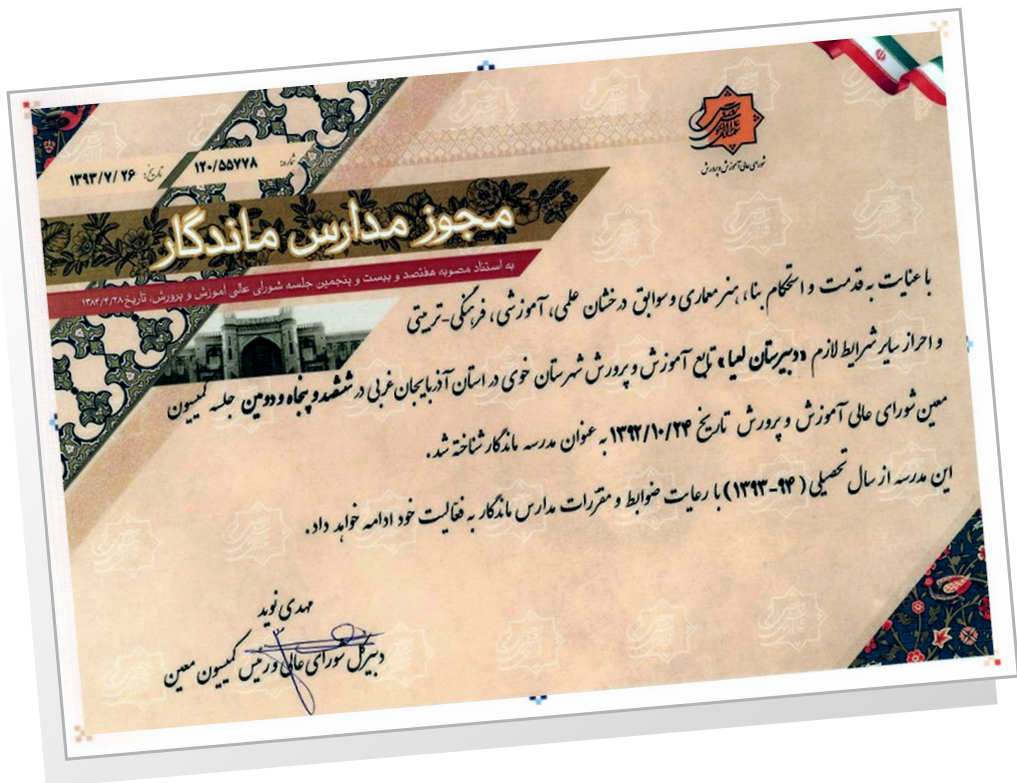 شورای عالی آموزش و پرورش
شماره: ۱۲۰/۵۵۷۷۸
تاریخ: ۱۳۹۳/۷/۲۶
مجوز مدارس ماندگار
به استناد مصوبه هفتصد و بیست و پنجمین جلسه شورای عالی آموزش و پرورش، تاریخ ۱۳۸۴/۴/۲۸
با عنایت به قدمت و استحکام بنا، هنر معماری و سوابق درخشان علمی، آموزشی، فرهنگی-تربیتی
و احراز سایر شرایط لازم «دبیرستان لعیا» تابع آموزش و پرورش شهرستان خوی در استان آذربایجان غربی در ششصد و پنجاه و دومین جلسه کمیسیون
معین شورای عالی آموزش و پرورش تاریخ ۱۳۹۲/۱۰/۲۴ به عنوان مدرسه ماندگار شناخته شد.
این مدرسه از سال تحصیلی (۹۴-۱۳۹۳) با رعایت ضوابط و مقررات مدارس ماندگار به فعالیت خود ادامه خواهد داد.
مهدی نوید
دبیرکل شورای عالی و رئیس کمیسیون معین